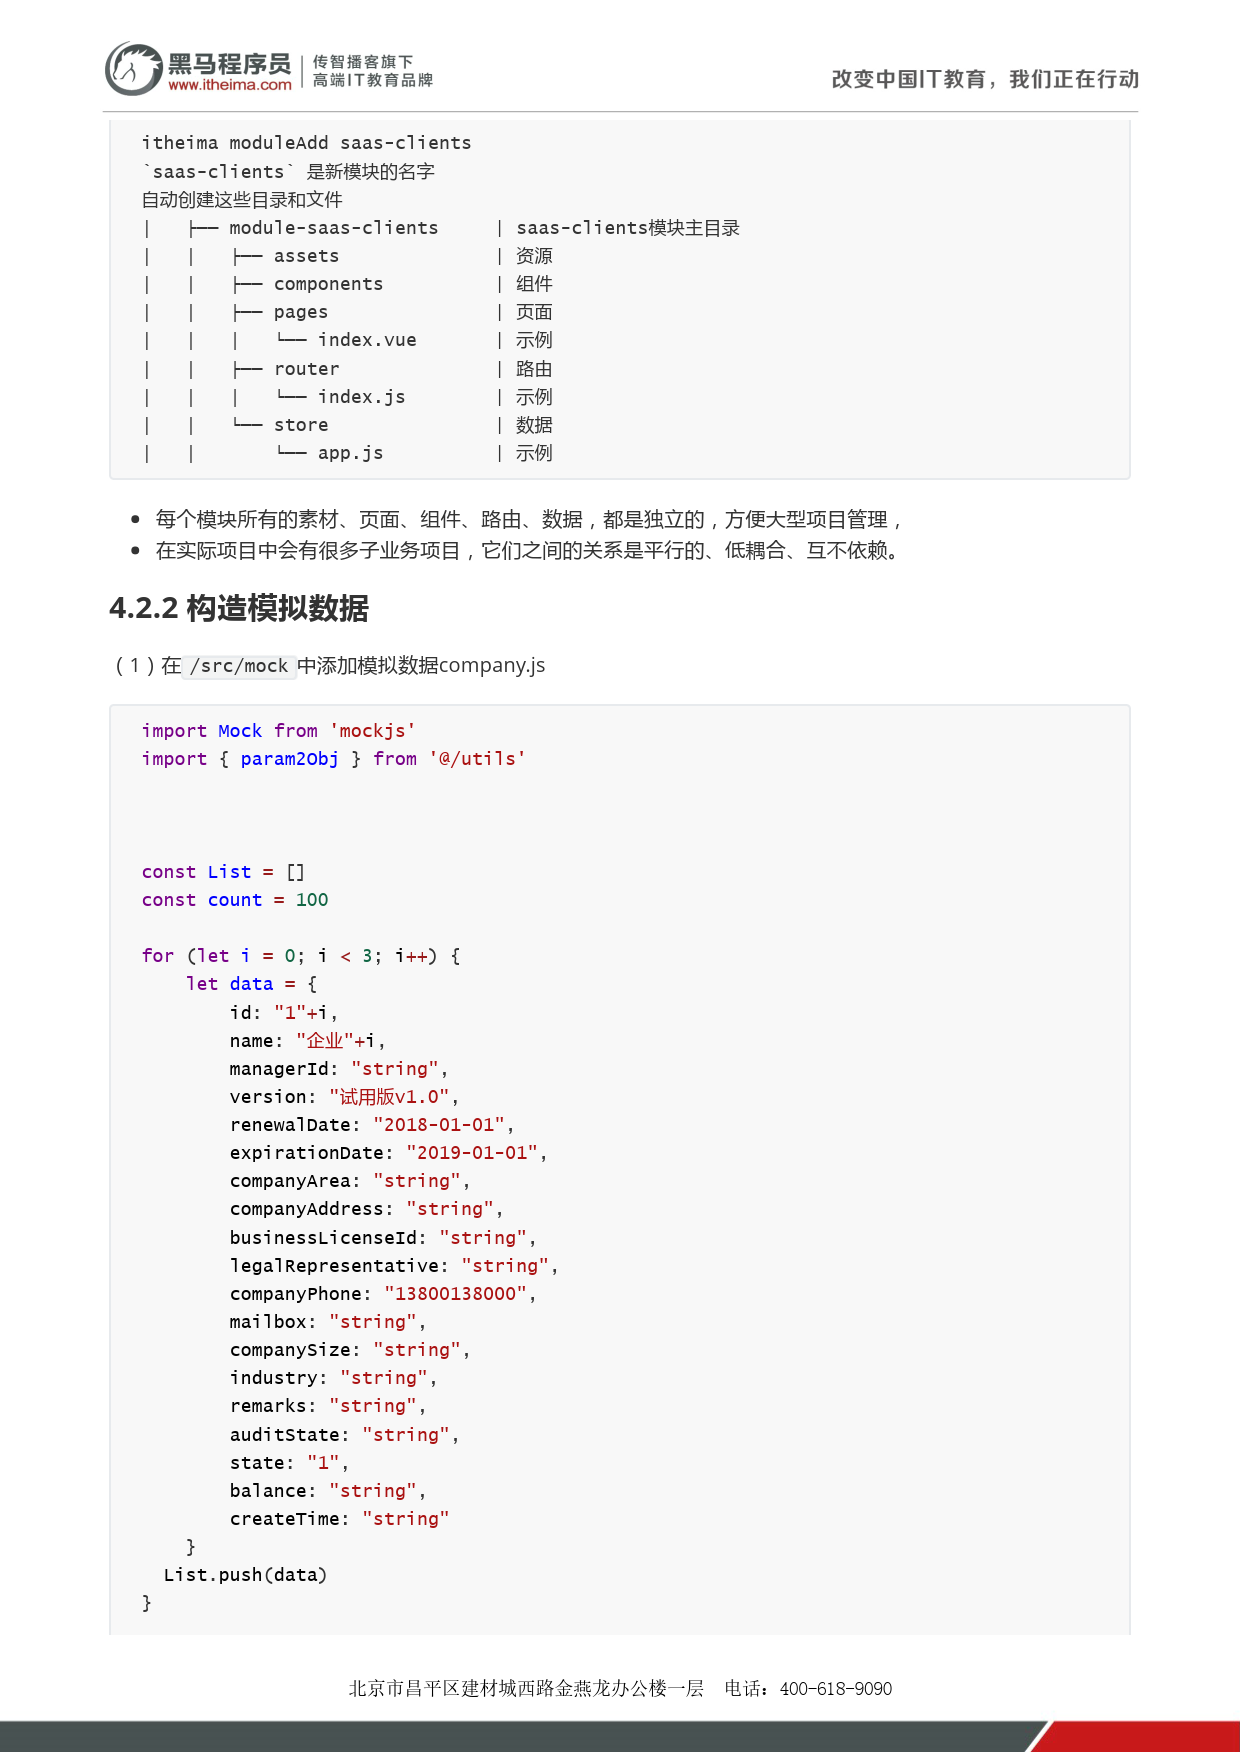 黑马程序员
www.itheima.com
传智播客旗下
高端IT教育品牌
改变中国IT教育，我们正在行动
itheima moduleAdd saas-clients
`saas-clients` 是新模块的名字
自动创建这些目录和文件
|   ├── module-saas-clients     | saas-clients模块主目录
|   |   ├── assets              | 资源
|   |   ├── components          | 组件
|   |   ├── pages               | 页面
|   |   |   └── index.vue       | 示例
|   |   ├── router              | 路由
|   |   |   └── index.js        | 示例
|   |   └── store               | 数据
|   |       └── app.js          | 示例
• 每个模块所有的素材、页面、组件、路由、数据，都是独立的，方便大型项目管理，
• 在实际项目中会有很多子业务项目，它们之间的关系是平行的、低耦合、互不依赖。
4.2.2 构造模拟数据
（1）在 /src/mock 中添加模拟数据company.js
import Mock from 'mockjs'
import { param2Obj } from '@/utils'
const List = []
const count = 100
for (let i = 0; i < 3; i++) {
    let data = {
        id: "1"+i,
        name: "企业"+i,
        managerId: "string",
        version: "试用版v1.0",
        renewalDate: "2018-01-01",
        expirationDate: "2019-01-01",
        companyArea: "string",
        companyAddress: "string",
        businessLicenseId: "string",
        legalRepresentative: "string",
        companyPhone: "13800138000",
        mailbox: "string",
        companySize: "string",
        industry: "string",
        remarks: "string",
        auditState: "string",
        state: "1",
        balance: "string",
        createTime: "string"
    }
  List.push(data)
}
北京市昌平区建材城西路金燕龙办公楼一层　电话：400-618-9090